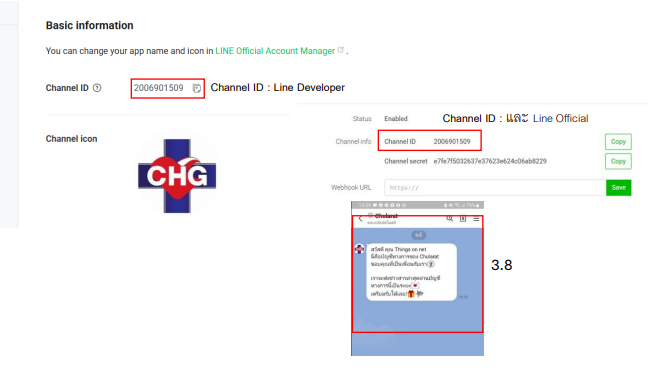 Basic information
You can change your app name and icon in LINE Official Account Manager .
Channel ID
2006901509
Channel ID : Line Developer
Channel icon
CHG
Status Enabled
Channel ID : และ Line Official
Channel info Channel ID 2006901509 Copy
Channel secret e7fe7f5032637e37623e624c06ab8229 Copy
Webhook URL https:// Save
Chularat
สวัสดี คุณ Things on net
นี่คือบัญชีทางการของ Chularat
ขอบคุณที่เป็นเพื่อนกับเรา
เราจะส่งข่าวสารล่าสุดผ่านบัญชี
ทางการนี้เป็นระยะ
เตรียมรับได้เลย!
3.8